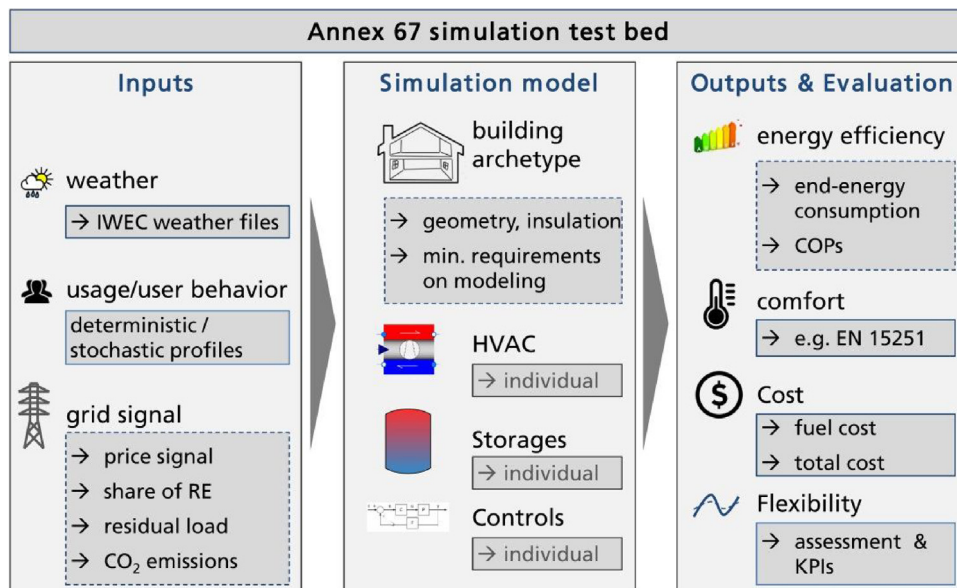 Annex 67 simulation test bed
Inputs
weather
→ IWEC weather files
usage/user behavior
deterministic /
stochastic profiles
grid signal
→ price signal
→ share of RE
→ residual load
→ CO₂ emissions
Simulation model
building
archetype
→ geometry, insulation
→ min. requirements
on modeling
HVAC
→ individual
Storages
→ individual
Controls
→ individual
Outputs & Evaluation
energy efficiency
→ end-energy
consumption
→ COPs
comfort
→ e.g. EN 15251
$
Cost
→ fuel cost
→ total cost
Flexibility
→ assessment &
KPIs